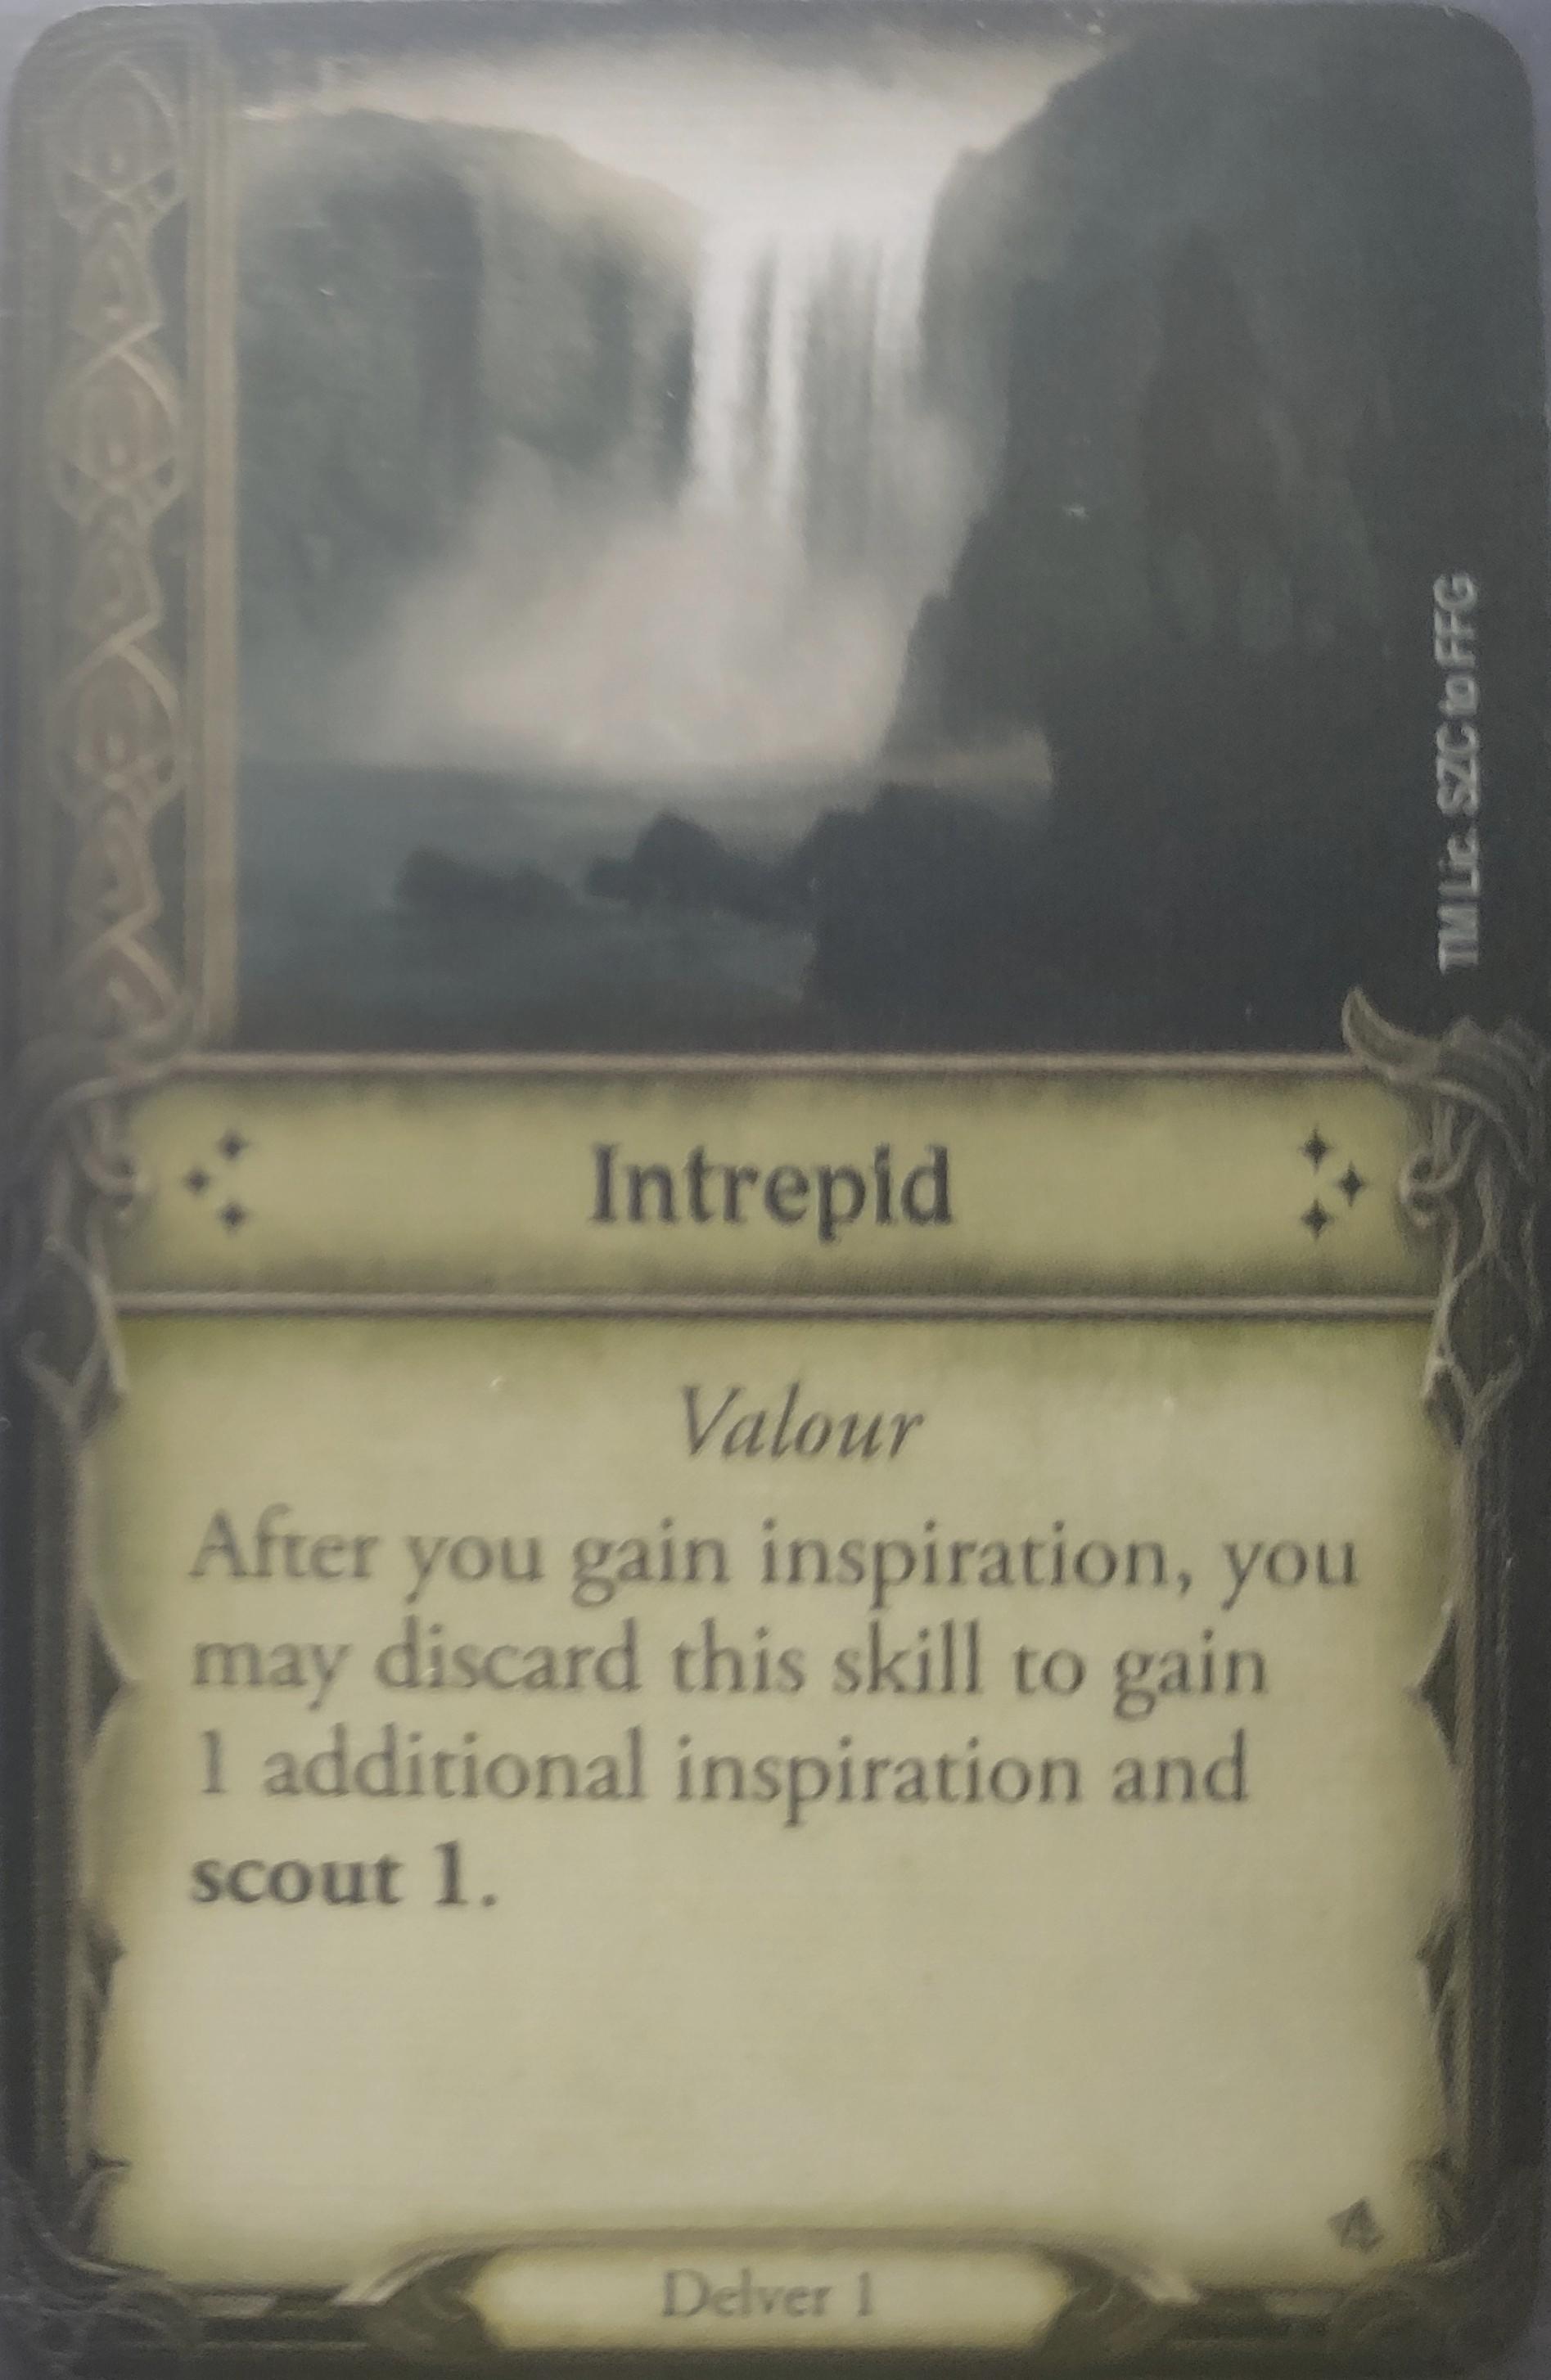 TM Lic. SZC to FFG
Intrepid
Valour
After you gain inspiration, you
may discard this skill to gain
1 additional inspiration and
scout 1.
Delver 1